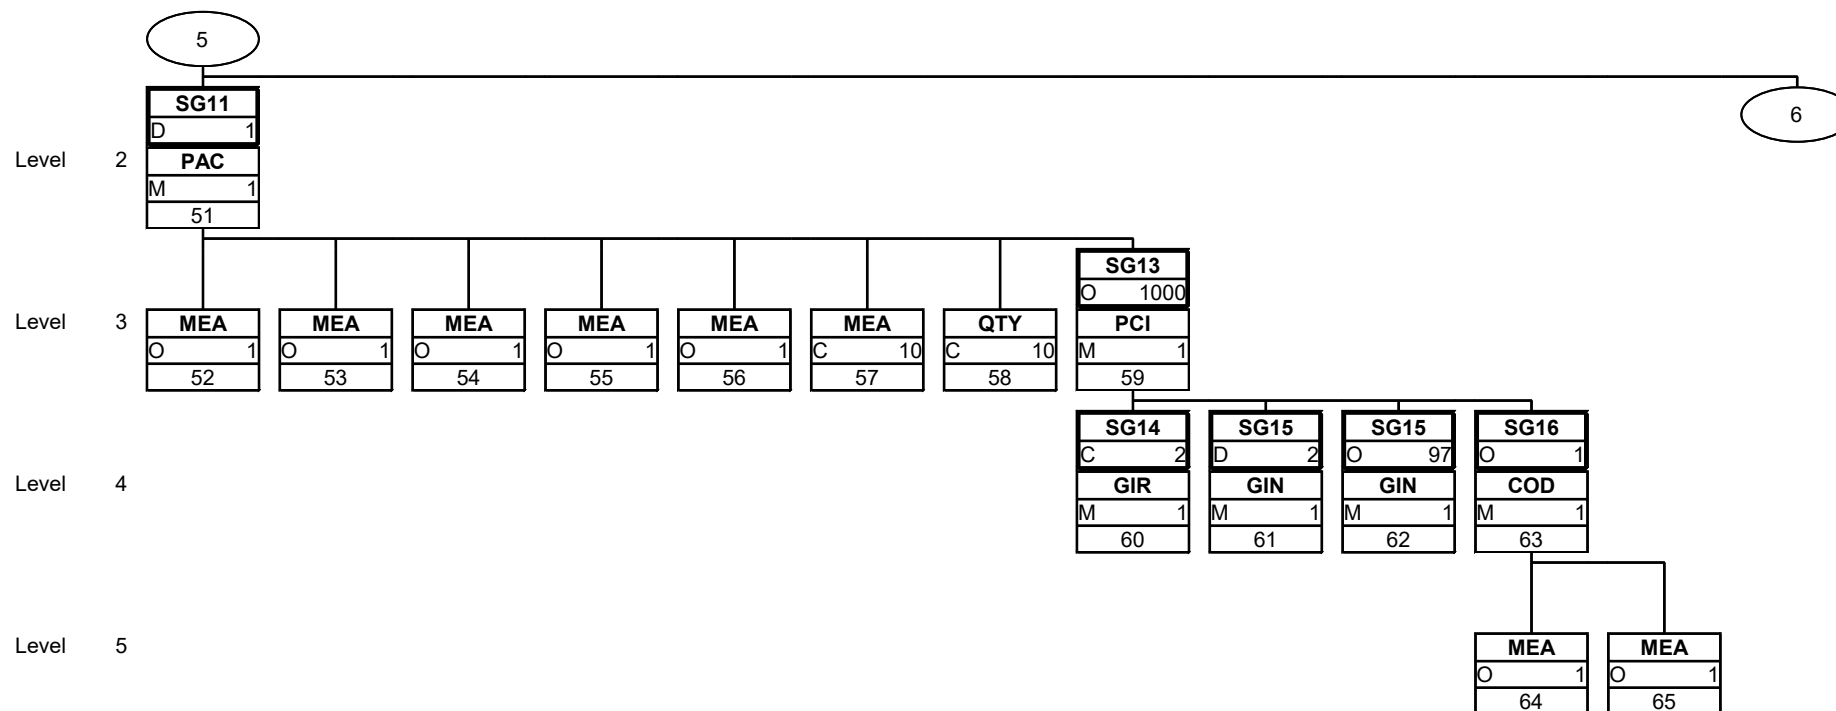 5
SG11
D 1
6
Level 2
PAC
M 1
51
SG13
O 1000
Level 3
MEA MEA MEA MEA MEA MEA QTY PCI
O 1 O 1 O 1 O 1 O 1 C 10 C 10 M 1
52 53 54 55 56 57 58 59
SG14 SG15 SG15 SG16
C 2 D 2 O 97 O 1
Level 4
GIR GIN GIN COD
M 1 M 1 M 1 M 1
60 61 62 63
Level 5
MEA MEA
O 1 O 1
64 65